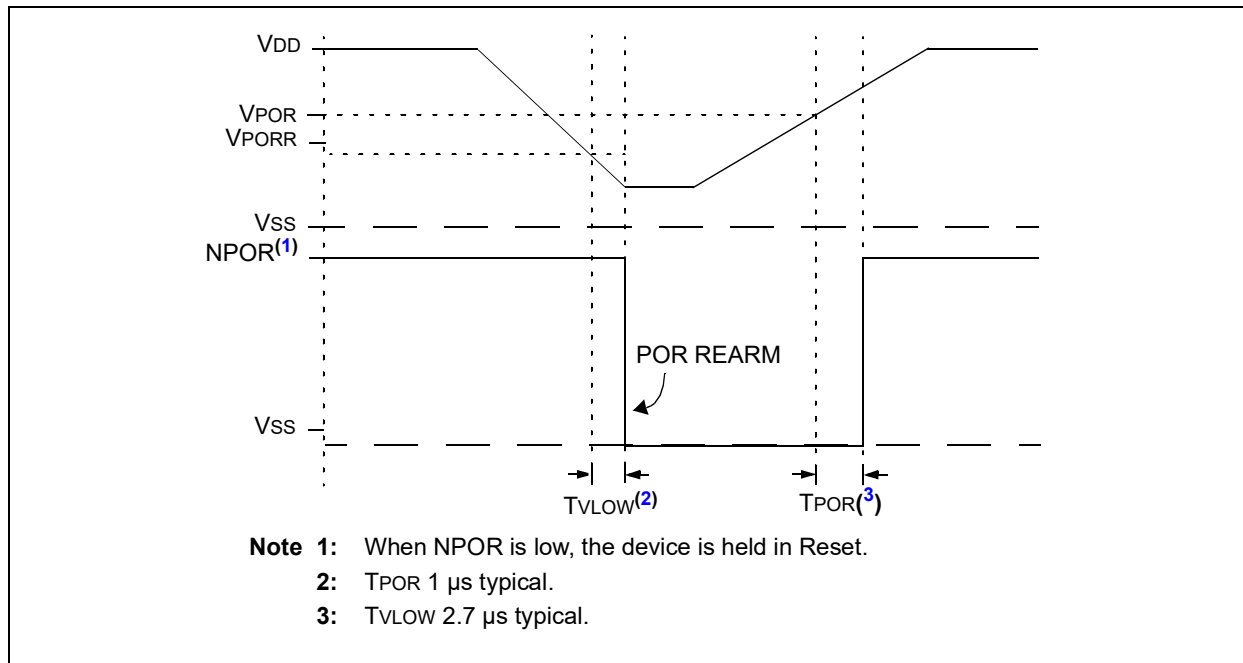 VDD
VPOR
VPORR
VSS
NPOR(1)
POR REARM
VSS
TVLOW(2)
TPOR(3)
Note 1: When NPOR is low, the device is held in Reset.
2: TPOR 1 µs typical.
3: TVLOW 2.7 µs typical.